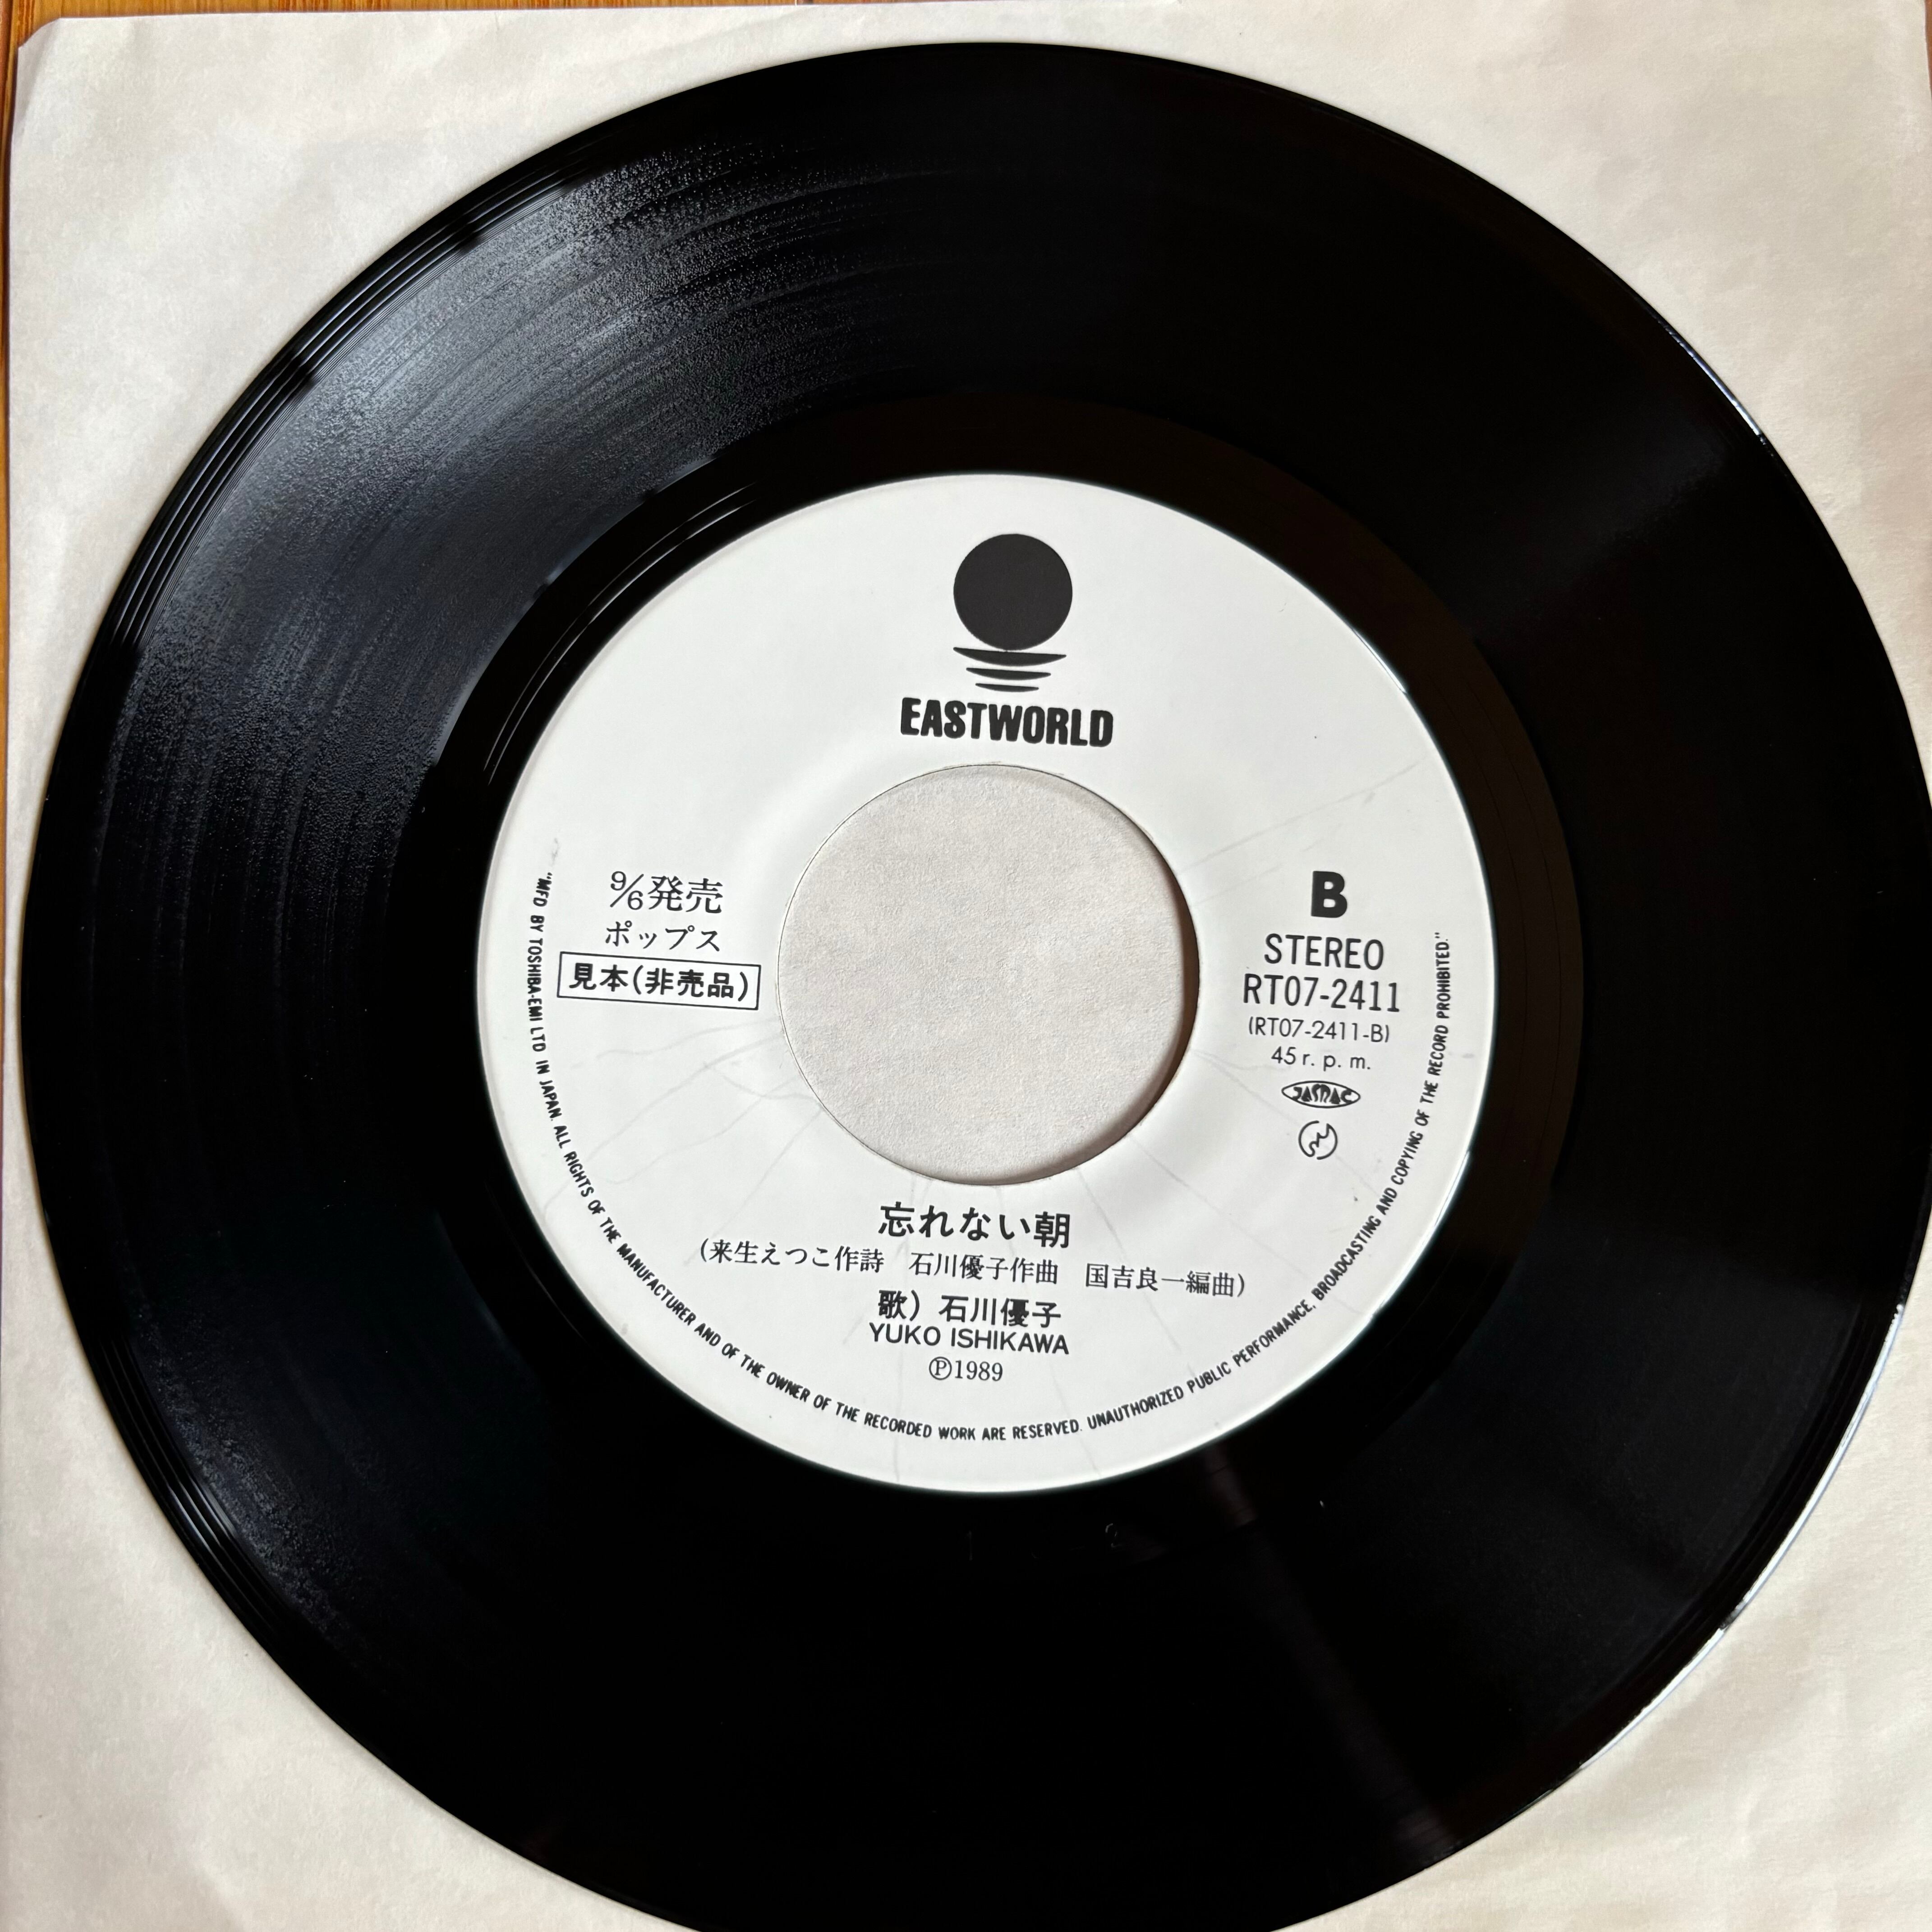 EASTWORLD
9/6発売
ポップス
見本(非売品)
B
STEREO
RT07-2411
(RT07-2411-B)
45 r. p. m.
JASRAC
忘れない朝
(来生えつこ作詩 石川優子作曲 国吉良一編曲)
歌) 石川優子
YUKO ISHIKAWA
Ⓟ1989
"MFD BY TOSHIBA-EMI LTD IN JAPAN. ALL RIGHTS OF THE MANUFACTURER AND OF THE OWNER OF THE RECORDED WORK ARE RESERVED. UNAUTHORIZED PUBLIC PERFORMANCE, BROADCASTING AND COPYING OF THE RECORD PROHIBITED."